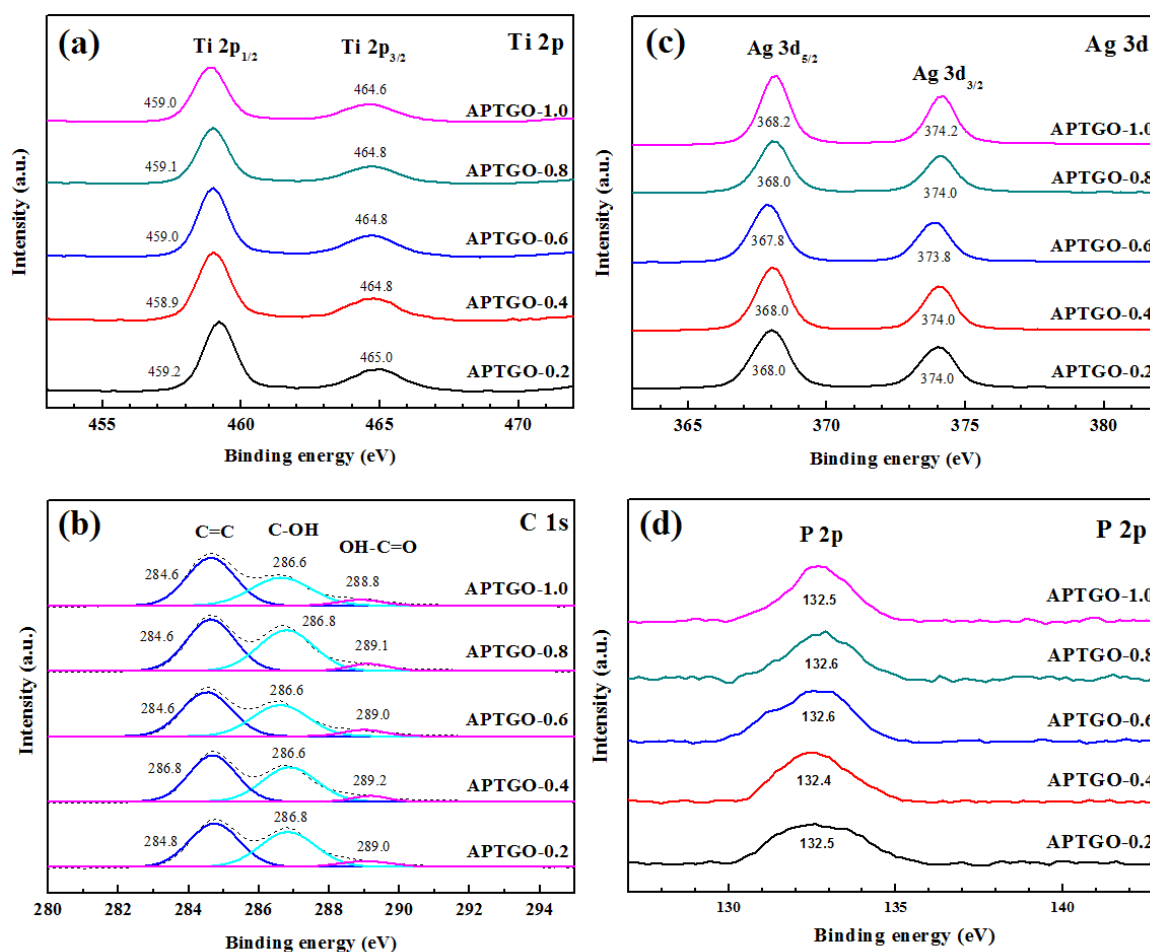 (a)
Ti 2p1/2
Ti 2p3/2
Ti 2p
459.0
464.6
APTGO-1.0
459.1
464.8
APTGO-0.8
459.0
464.8
APTGO-0.6
458.9
464.8
APTGO-0.4
459.2
465.0
APTGO-0.2
Intensity (a.u.)
455
460
465
470
Binding energy (eV)
(c)
Ag 3d5/2
Ag 3d3/2
Ag 3d
368.2
374.2
APTGO-1.0
368.0
374.0
APTGO-0.8
367.8
373.8
APTGO-0.6
368.0
374.0
APTGO-0.4
368.0
374.0
APTGO-0.2
Intensity (a.u.)
365
370
375
380
Binding energy (eV)
(b)
C=C
C-OH
OH-C=O
C 1s
284.6
286.6
288.8
APTGO-1.0
284.6
286.8
289.1
APTGO-0.8
284.6
286.6
289.0
APTGO-0.6
286.8
286.6
289.2
APTGO-0.4
284.8
286.8
289.0
APTGO-0.2
Intensity (a.u.)
280
282
284
286
288
290
292
294
Binding energy (eV)
(d)
P 2p
P 2p
132.5
APTGO-1.0
132.6
APTGO-0.8
132.6
APTGO-0.6
132.4
APTGO-0.4
132.5
APTGO-0.2
Intensity (a.u.)
130
135
140
Binding energy (eV)